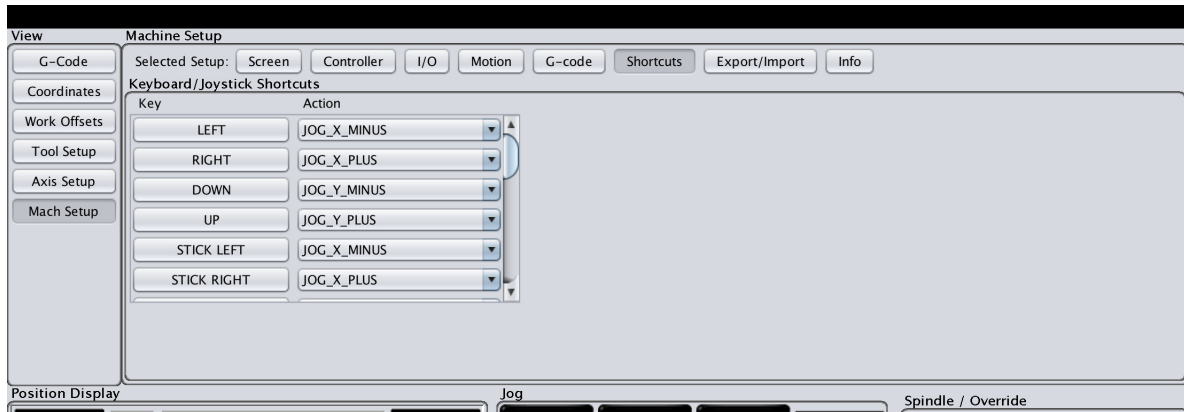 View
Machine Setup
G-Code
Selected Setup: Screen Controller I/O Motion G-code Shortcuts Export/Import Info
Coordinates
Keyboard/Joystick Shortcuts
Key Action
Work Offsets
LEFT JOG_X_MINUS
Tool Setup
RIGHT JOG_X_PLUS
Axis Setup
DOWN JOG_Y_MINUS
Mach Setup
UP JOG_Y_PLUS
STICK LEFT JOG_X_MINUS
STICK RIGHT JOG_X_PLUS
Position Display
Jog
Spindle / Override